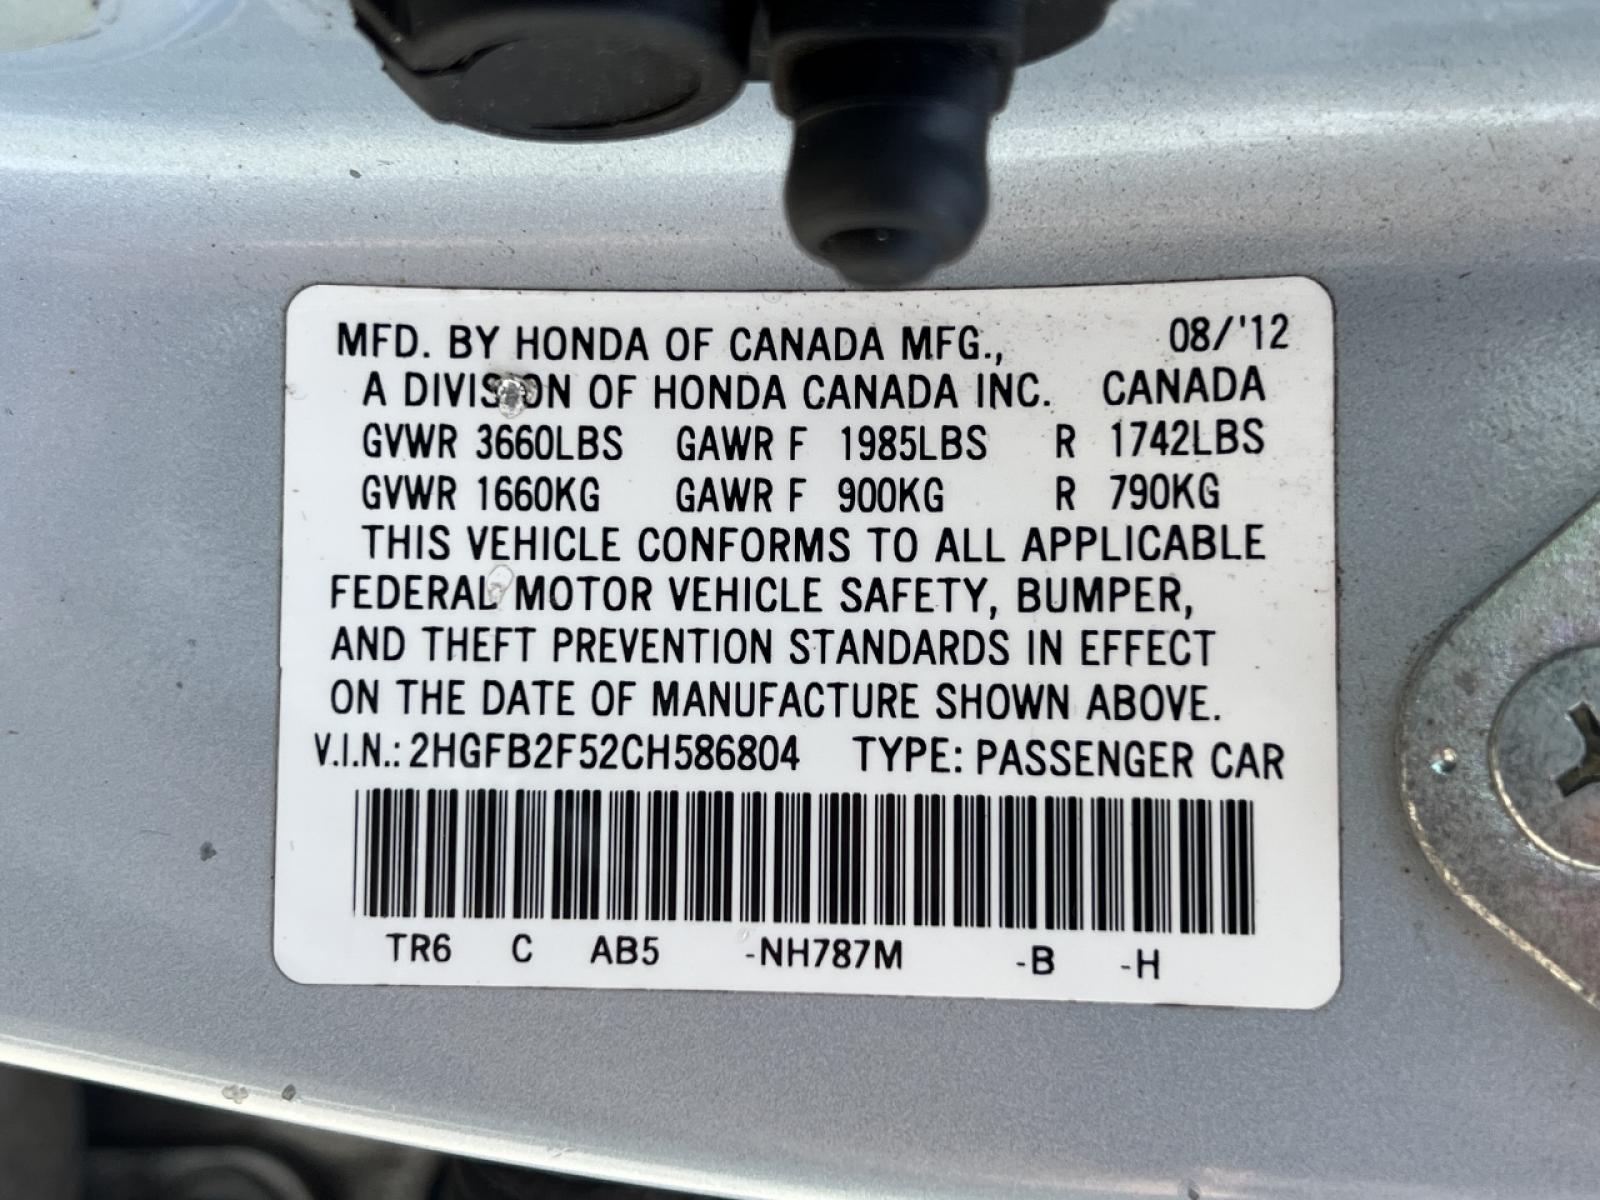 MFD. BY HONDA OF CANADA MFG., 08/'12
A DIVISION OF HONDA CANADA INC. CANADA
GVWR 3660LBS GAWR F 1985LBS R 1742LBS
GVWR 1660KG GAWR F 900KG R 790KG
THIS VEHICLE CONFORMS TO ALL APPLICABLE
FEDERAL MOTOR VEHICLE SAFETY, BUMPER,
AND THEFT PREVENTION STANDARDS IN EFFECT
ON THE DATE OF MANUFACTURE SHOWN ABOVE.
V.I.N.: 2HGFB2F52CH586804 TYPE: PASSENGER CAR
TR6 C AB5 -NH787M -B -H